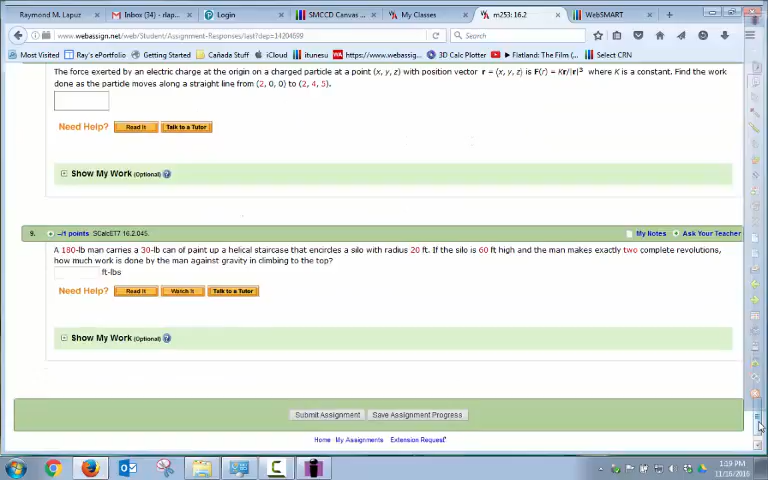 Raymond M. Lapuz
Inbox (34) - rlap...
Login
SMCCD Canvas ...
My Classes
m253: 16.2
WebSMART
www.webassign.net/web/Student/Assignment-Responses/last?dep=14204699
Search
Most Visited
Ray's ePortfolio
Getting Started
Cañada Stuff
iCloud
itunesu
https://www.webassig...
3D Calc Plotter
Flatland: The Film (...
Select CRN
The force exerted by an electric charge at the origin on a charged particle at a point (x, y, z) with position vector r = ⟨x, y, z⟩ is F(r) = Kr/|r|³ where K is a constant. Find the work
done as the particle moves along a straight line from (2, 0, 0) to (2, 4, 5).
Need Help? Read It Talk to a Tutor
Show My Work (Optional) ?
9. –/1 points SCalcET7 16.2.045. My Notes Ask Your Teacher
A 180-lb man carries a 30-lb can of paint up a helical staircase that encircles a silo with radius 20 ft. If the silo is 60 ft high and the man makes exactly two complete revolutions,
how much work is done by the man against gravity in climbing to the top?
ft-lbs
Need Help? Read It Watch It Talk to a Tutor
Show My Work (Optional) ?
Submit Assignment Save Assignment Progress
Home My Assignments Extension Request
1:19 PM
11/16/2016